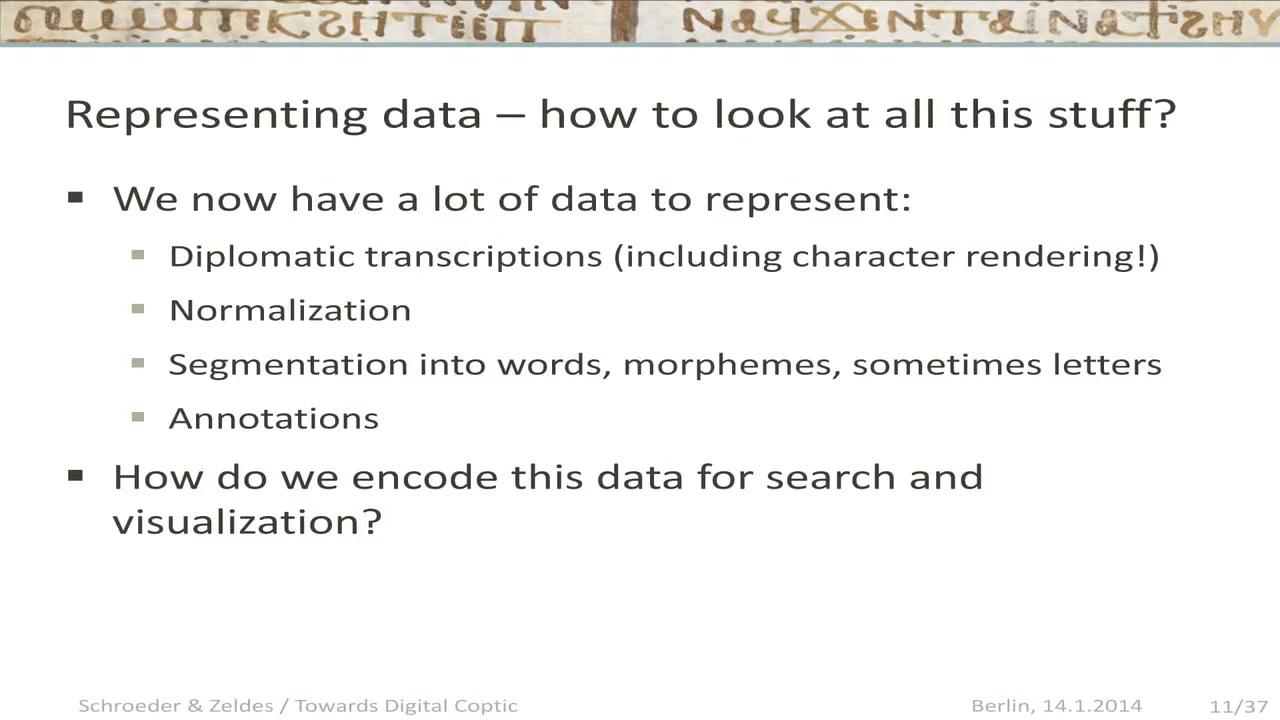 Representing data – how to look at all this stuff?
▪ We now have a lot of data to represent:
▪ Diplomatic transcriptions (including character rendering!)
▪ Normalization
▪ Segmentation into words, morphemes, sometimes letters
▪ Annotations
▪ How do we encode this data for search and
visualization?
Schroeder & Zeldes / Towards Digital Coptic
Berlin, 14.1.2014
11/37